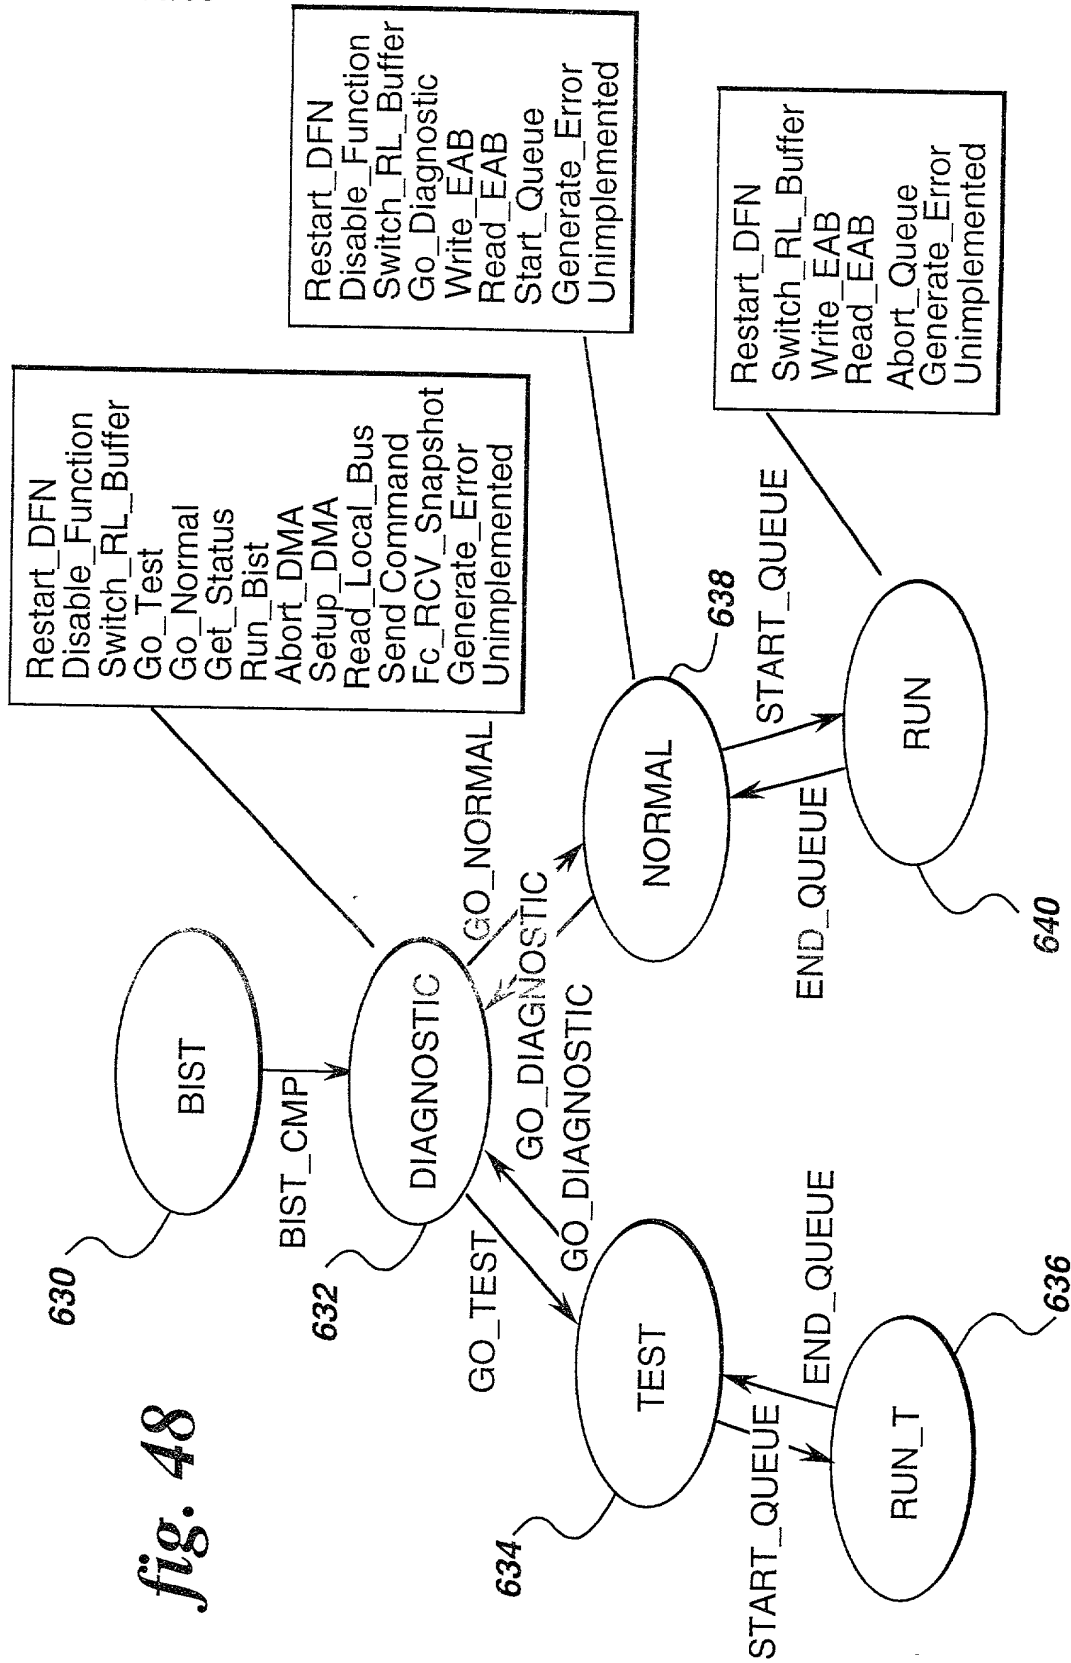 fig. 48
630
BIST
BIST_CMP
632
DIAGNOSTIC
Restart_DFN
Disable_Function
Switch_RL_Buffer
Go_Test
Go_Normal
Get_Status
Run_Bist
Abort_DMA
Setup_DMA
Read_Local_Bus
Send Command
Fc_RCV_Snapshot
Generate_Error
Unimplemented
GO_TEST
GO_DIAGNOSTIC
GO_DIAGNOSTIC
GO_NORMAL
634
TEST
START_QUEUE
END_QUEUE
RUN_T
636
638
NORMAL
Restart_DFN
Disable_Function
Switch_RL_Buffer
Go_Diagnostic
Write_EAB
Read_EAB
Start_Queue
Generate_Error
Unimplemented
END_QUEUE
START_QUEUE
RUN
640
Restart_DFN
Switch_RL_Buffer
Write_EAB
Read_EAB
Abort_Queue
Generate_Error
Unimplemented